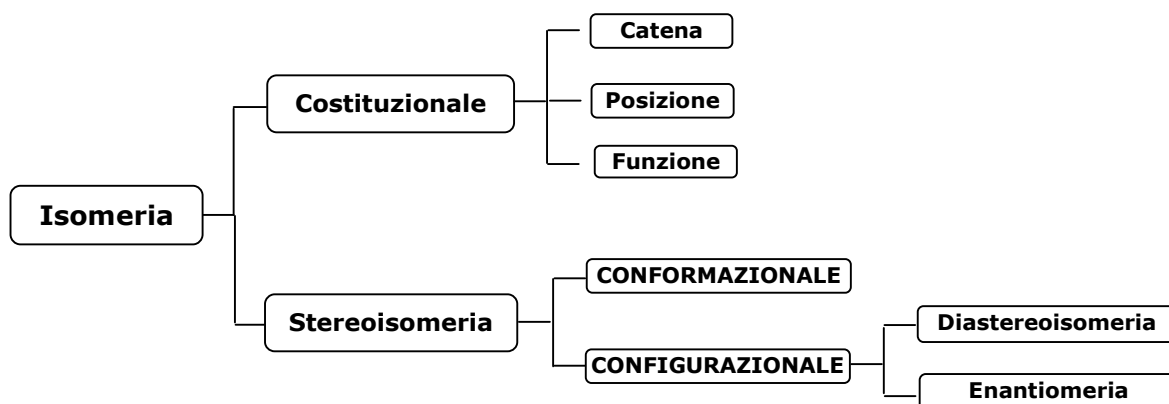 Catena
Costituzionale
Posizione
Funzione
Isomeria
CONFORMAZIONALE
Stereoisomeria
Diastereoisomeria
CONFIGURAZIONALE
Enantiomeria